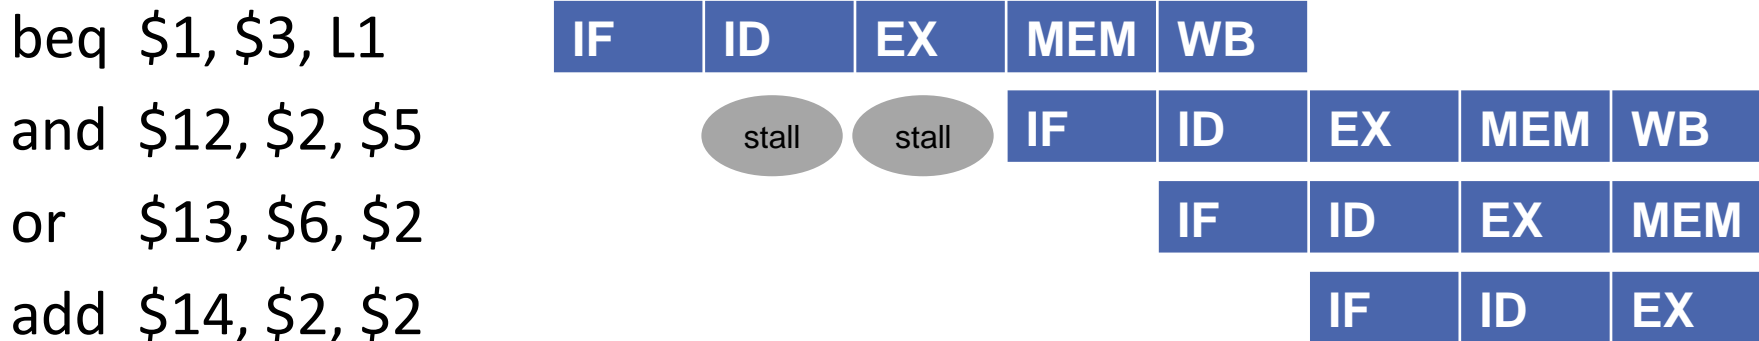 beq $1, $3, L1 IF ID EX MEM WB
and $12, $2, $5 stall stall IF ID EX MEM WB
or $13, $6, $2 IF ID EX MEM
add $14, $2, $2 IF ID EX